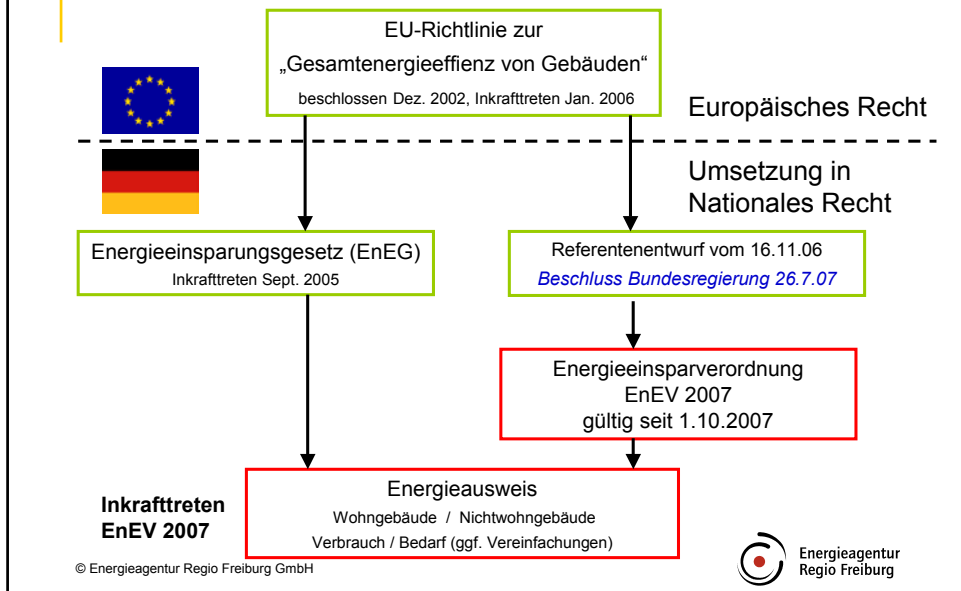 EU-Richtlinie zur
„Gesamtenergieeffienz von Gebäuden“
beschlossen Dez. 2002, Inkrafttreten Jan. 2006
Europäisches Recht
Umsetzung in
Nationales Recht
Energieeinsparungsgesetz (EnEG)
Inkrafttreten Sept. 2005
Referentenentwurf vom 16.11.06
Beschluss Bundesregierung 26.7.07
Energieeinsparverordnung
EnEV 2007
gültig seit 1.10.2007
Inkrafttreten
EnEV 2007
Energieausweis
Wohngebäude / Nichtwohngebäude
Verbrauch / Bedarf (ggf. Vereinfachungen)
© Energieagentur Regio Freiburg GmbH
Energieagentur
Regio Freiburg